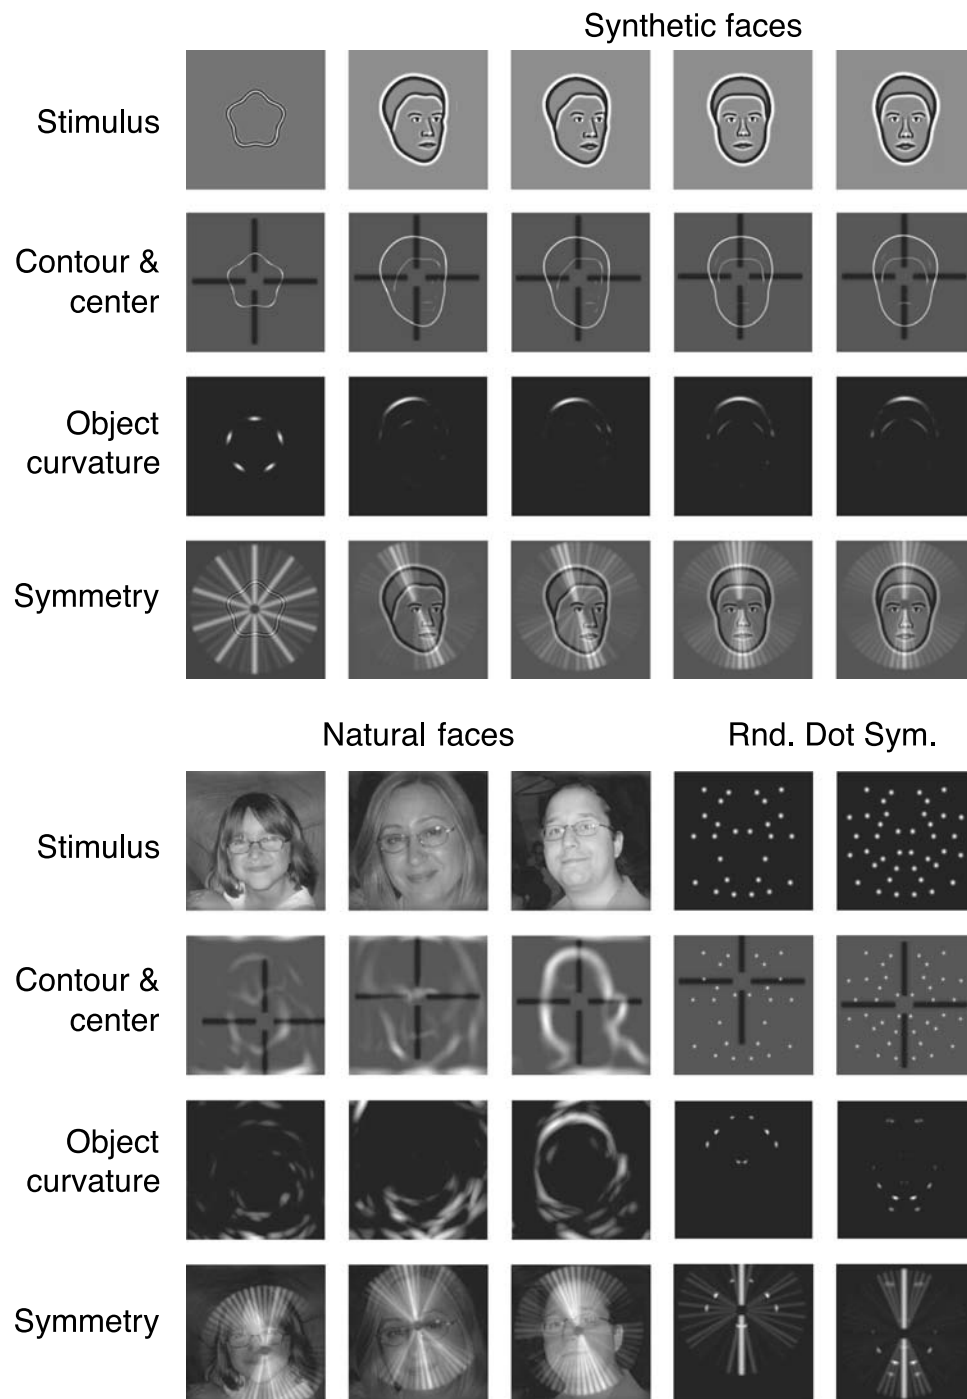 Synthetic faces
Stimulus
Contour &
center
Object
curvature
Symmetry
Natural faces
Rnd. Dot Sym.
Stimulus
Contour &
center
Object
curvature
Symmetry